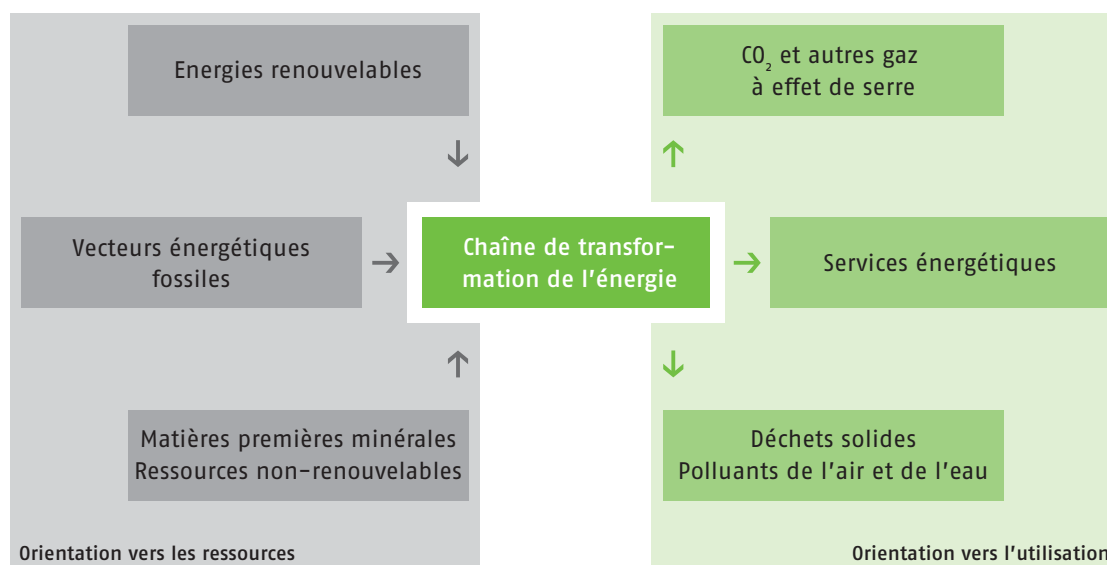 Energies renouvelables
CO₂ et autres gaz
à effet de serre
Vecteurs énergétiques
fossiles
Chaîne de transfor-
mation de l'énergie
Services énergétiques
Matières premières minérales
Ressources non-renouvelables
Déchets solides
Polluants de l'air et de l'eau
Orientation vers les ressources
Orientation vers l'utilisation